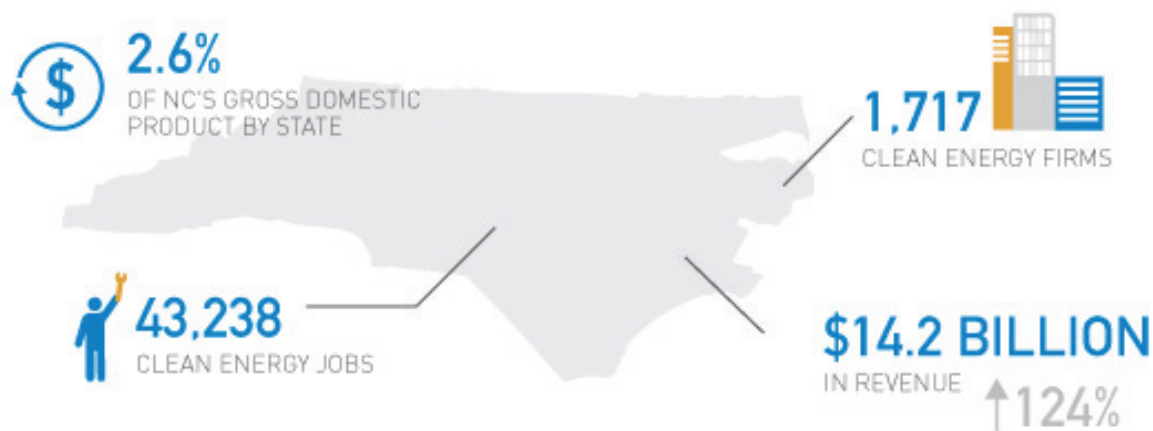 $
2.6%
OF NC'S GROSS DOMESTIC
PRODUCT BY STATE
1,717
CLEAN ENERGY FIRMS
43,238
CLEAN ENERGY JOBS
$14.2 BILLION
IN REVENUE
124%